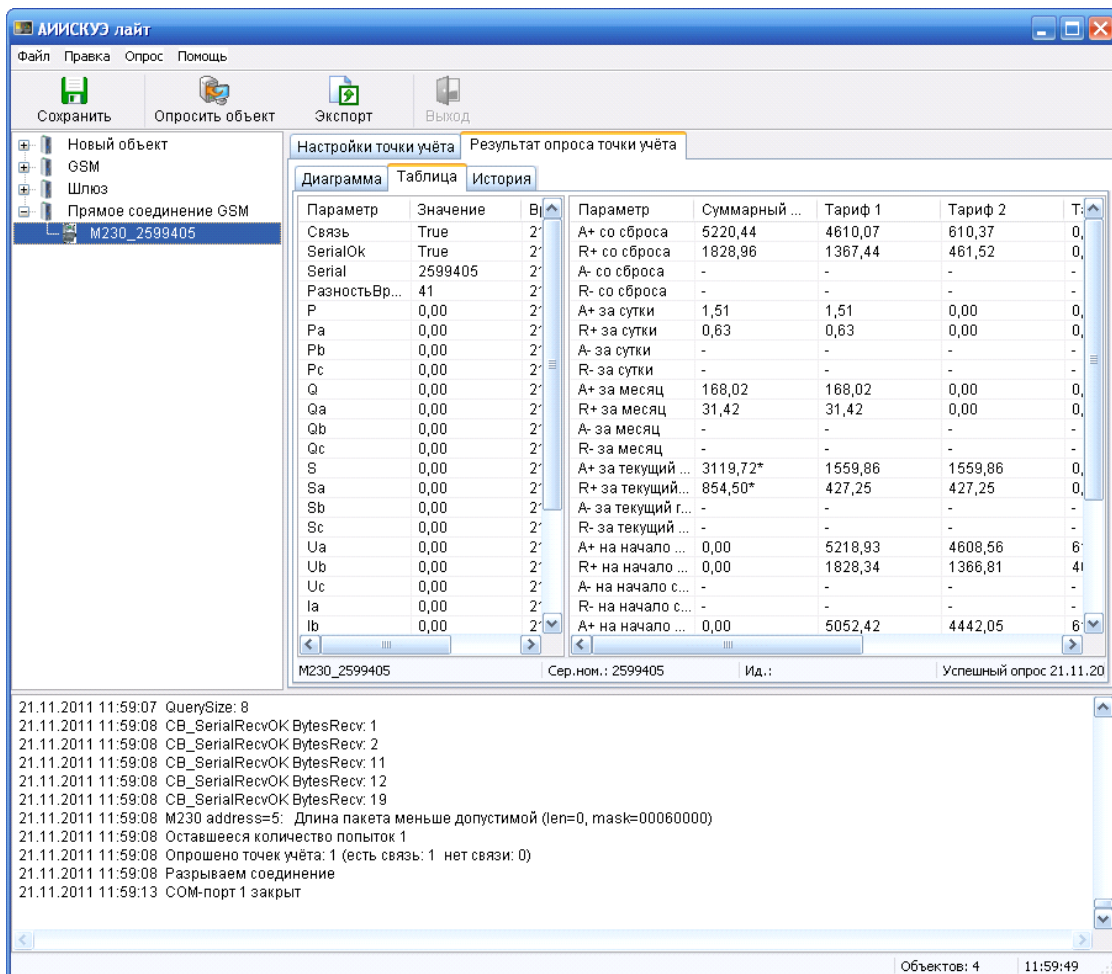 АИИСКУЭ лайт
Файл Правка Опрос Помощь
Сохранить Опросить объект Экспорт Выход
Новый объект
GSM
Шлюз
Прямое соединение GSM
M230_2599405
Настройки точки учёта Результат опроса точки учёта
Диаграмма Таблица История
Параметр Значение
Связь True
SerialOk True
Serial 2599405
РазностьВр... 41
P 0,00
Pa 0,00
Pb 0,00
Pc 0,00
Q 0,00
Qa 0,00
Qb 0,00
Qc 0,00
S 0,00
Sa 0,00
Sb 0,00
Sc 0,00
Ua 0,00
Ub 0,00
Uc 0,00
Ia 0,00
Ib 0,00
Параметр Суммарный ... Тариф 1 Тариф 2
A+ со сброса 5220,44 4610,07 610,37 0,
R+ со сброса 1828,96 1367,44 461,52 0,
A- со сброса - - - -
R- со сброса - - - -
A+ за сутки 1,51 1,51 0,00 0,
R+ за сутки 0,63 0,63 0,00 0,
A- за сутки - - - -
R- за сутки - - - -
A+ за месяц 168,02 168,02 0,00 0,
R+ за месяц 31,42 31,42 0,00 0,
A- за месяц - - - -
R- за месяц - - - -
A+ за текущий ... 3119,72* 1559,86 1559,86 0,
R+ за текущий... 854,50* 427,25 427,25 0,
A- за текущий г... - - - -
R- за текущий ... - - - -
A+ на начало ... 0,00 5218,93 4608,56
R+ на начало ... 0,00 1828,34 1366,81
A- на начало с... - - - -
R- на начало с... - - - -
A+ на начало ... 0,00 5052,42 4442,05
M230_2599405 Сер.ном.: 2599405 Ид.: Успешный опрос 21.11.20
21.11.2011 11:59:07 QuerySize: 8
21.11.2011 11:59:08 CB_SerialRecvOK BytesRecv: 1
21.11.2011 11:59:08 CB_SerialRecvOK BytesRecv: 2
21.11.2011 11:59:08 CB_SerialRecvOK BytesRecv: 11
21.11.2011 11:59:08 CB_SerialRecvOK BytesRecv: 12
21.11.2011 11:59:08 CB_SerialRecvOK BytesRecv: 19
21.11.2011 11:59:08 M230 address=5: Длина пакета меньше допустимой (len=0, mask=00060000)
21.11.2011 11:59:08 Оставшееся количество попыток 1
21.11.2011 11:59:08 Опрошено точек учёта: 1 (есть связь: 1 нет связи: 0)
21.11.2011 11:59:08 Разрываем соединение
21.11.2011 11:59:13 COM-порт 1 закрыт
Объектов: 4 11:59:49